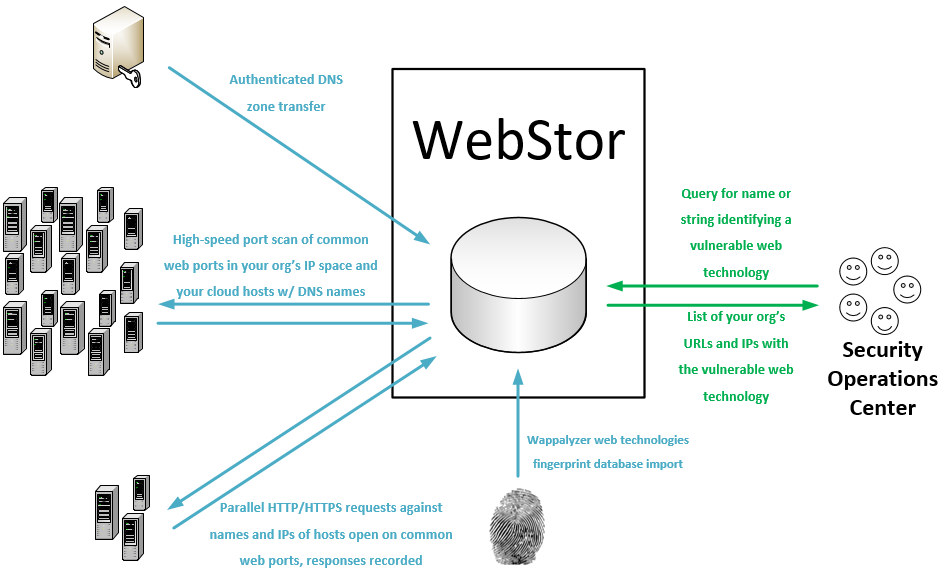 Authenticated DNS
zone transfer
WebStor
High-speed port scan of common
web ports in your org's IP space and
your cloud hosts w/ DNS names
Query for name or
string identifying a
vulnerable web
technology
List of your org's
URLs and IPs with
the vulnerable web
technology
Security
Operations
Center
Wappalyzer web technologies
fingerprint database import
Parallel HTTP/HTTPS requests against
names and IPs of hosts open on common
web ports, responses recorded